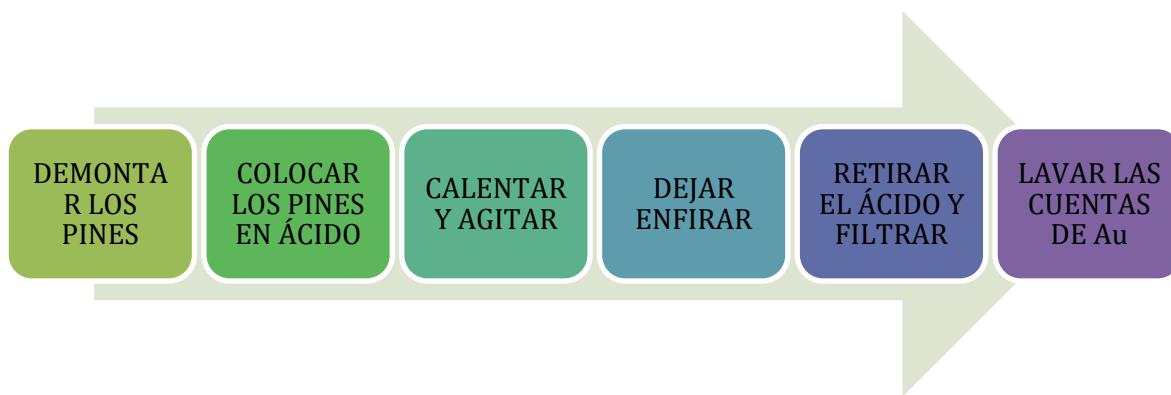 DEMONTA
R LOS
PINES
COLOCAR
LOS PINES
EN ÁCIDO
CALENTAR
Y AGITAR
DEJAR
ENFIRAR
RETIRAR
EL ÁCIDO Y
FILTRAR
LAVAR LAS
CUENTAS
DE Au